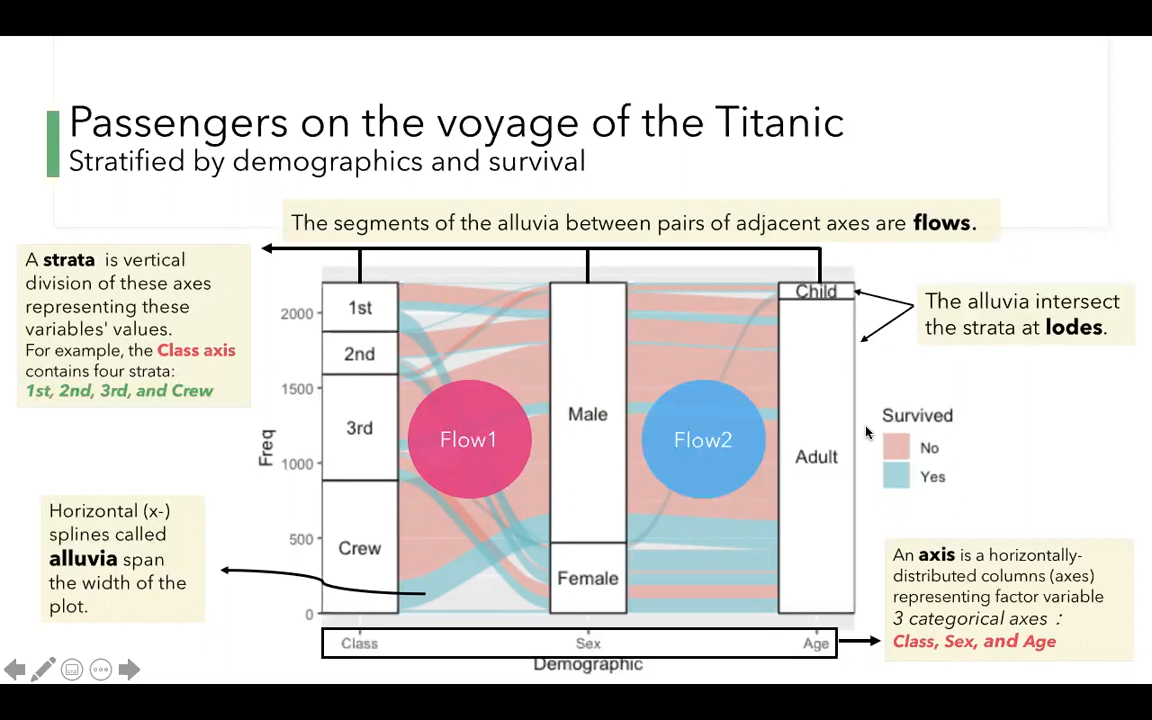 Passengers on the voyage of the Titanic
Stratified by demographics and survival
The segments of the alluvia between pairs of adjacent axes are flows.
A strata is vertical
division of these axes
representing these
variables' values.
For example, the Class axis
contains four strata:
1st, 2nd, 3rd, and Crew
The alluvia intersect
the strata at lodes.
Horizontal (x-)
splines called
alluvia span
the width of the
plot.
Freq
2000
1500
1000
500
0
1st
2nd
3rd
Crew
Flow1
Male
Female
Flow2
Child
Adult
Survived
No
Yes
An axis is a horizontally-
distributed columns (axes)
representing factor variable
3 categorical axes :
Class, Sex, and Age
Class
Sex
Age
Demographic